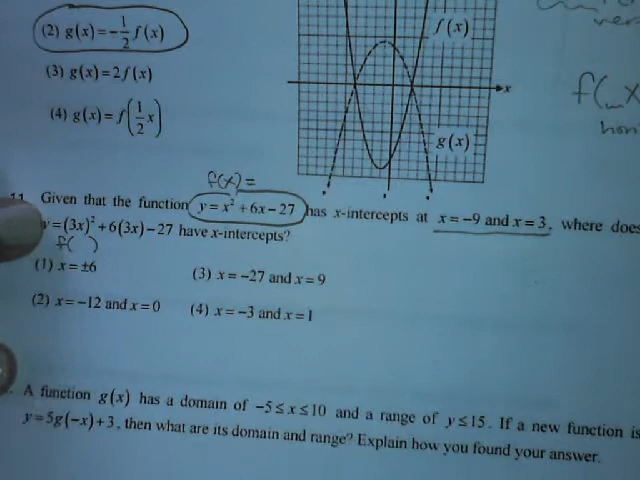 (2) g(x)=-1/2 f(x)
f(x)
(3) g(x)=2f(x)
x
f(
(4) g(x)=f(1/2 x)
g(x)
f(x)=
11 Given that the function y=x²+6x-27 has x-intercepts at x=-9 and x=3, where does
y=(3x)²+6(3x)-27 have x-intercepts?
f( )
(1) x=±6
(3) x=-27 and x=9
(2) x=-12 and x=0
(4) x=-3 and x=1
A function g(x) has a domain of -5≤x≤10 and a range of y≤15. If a new function is
y=5g(-x)+3, then what are its domain and range? Explain how you found your answer.